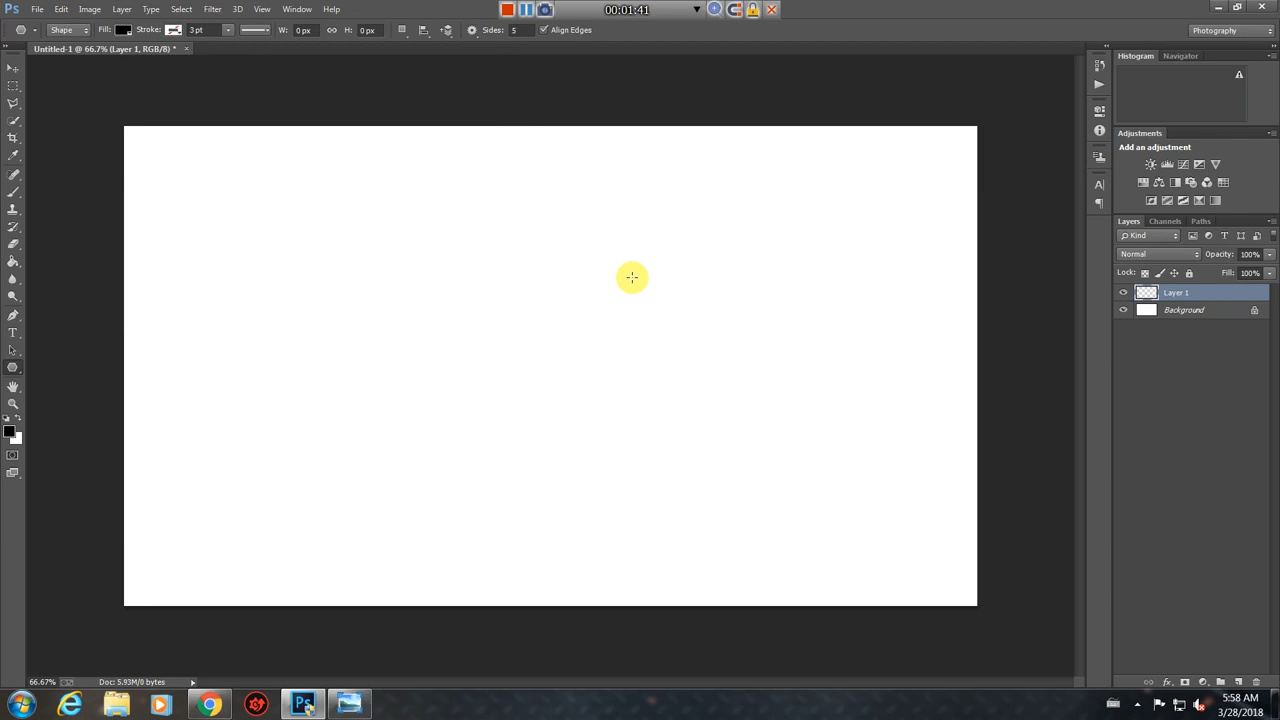 Ps File Edit Image Layer Type Select Filter 3D View Window Help
00:01:41
Shape Fill: Stroke: 3 pt W: 0 px H: 0 px Sides: 5 Align Edges Photography
Untitled-1 @ 66.7% (Layer 1, RGB/8) * ×
Histogram Navigator
Adjustments
Add an adjustment
Layers Channels Paths
Kind
Normal Opacity: 100%
Lock: Fill: 100%
Layer 1
Background
66.67% Doc: 5.93M/0 bytes
Ps
5:58 AM
3/28/2018